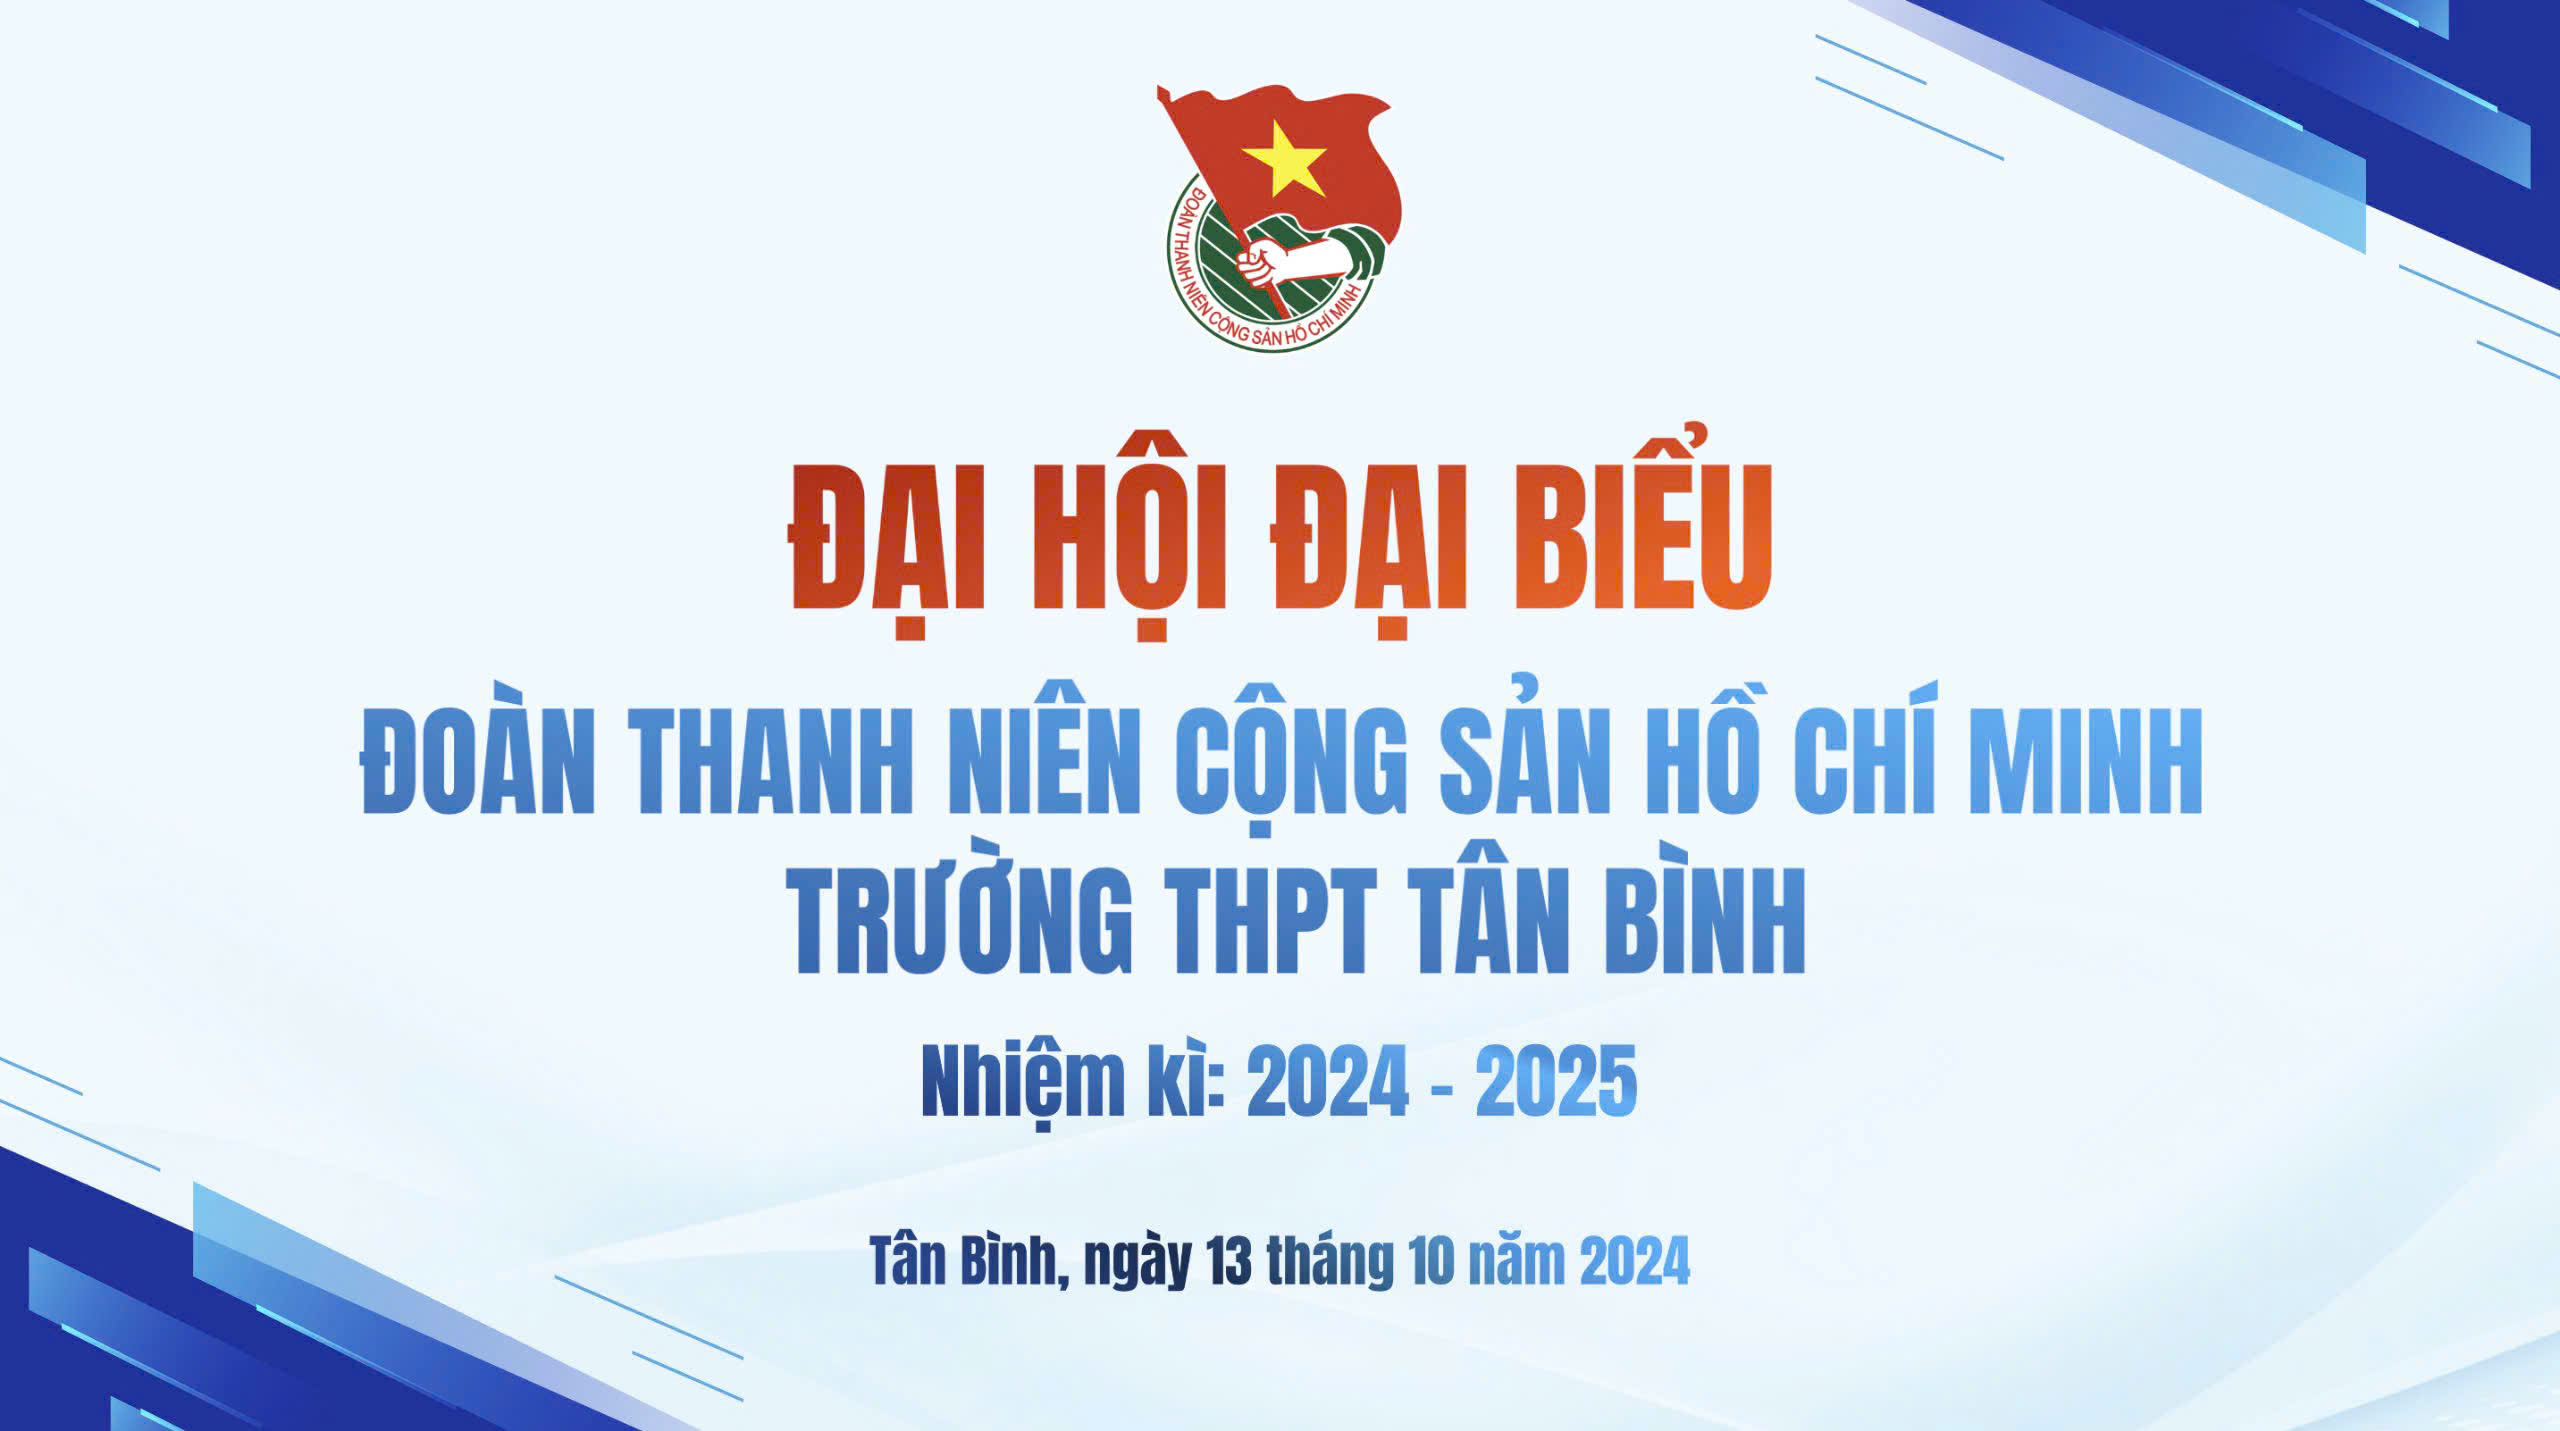 ĐOÀN THANH NIÊN CỘNG SẢN HỒ CHÍ MINH
ĐẠI HỘI ĐẠI BIỂU
ĐOÀN THANH NIÊN CỘNG SẢN HỒ CHÍ MINH
TRƯỜNG THPT TÂN BÌNH
Nhiệm kì: 2024 - 2025
Tân Bình, ngày 13 tháng 10 năm 2024